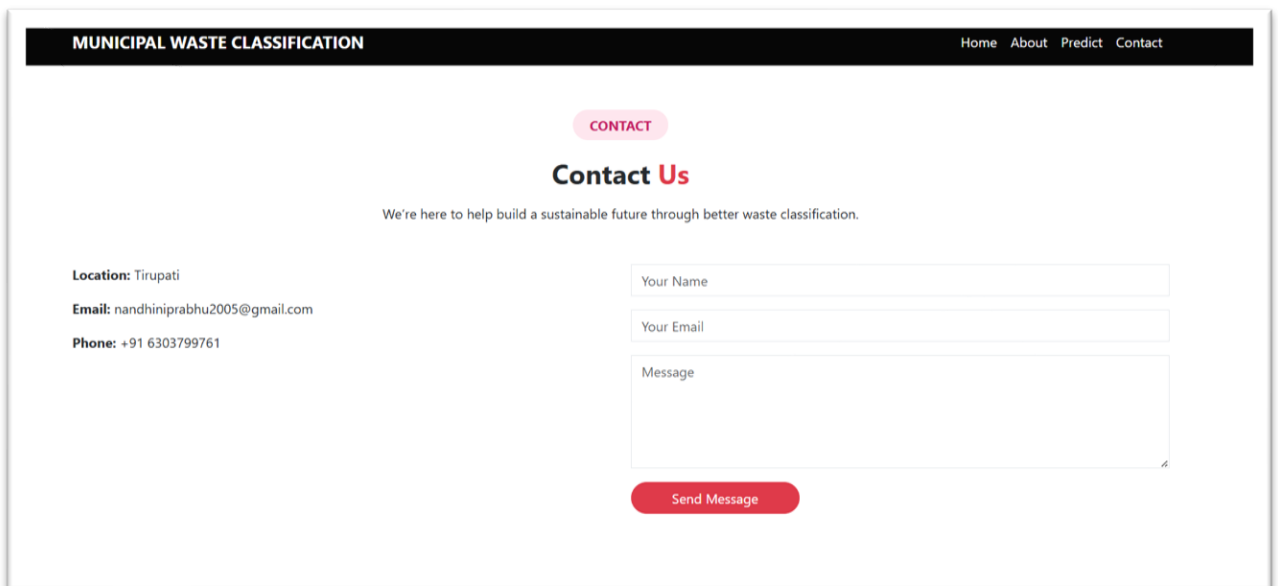 MUNICIPAL WASTE CLASSIFICATION
Home About Predict Contact
CONTACT
Contact Us
We're here to help build a sustainable future through better waste classification.
Location: Tirupati
Email: nandhiniprabhu2005@gmail.com
Phone: +91 6303799761
Your Name
Your Email
Message
Send Message